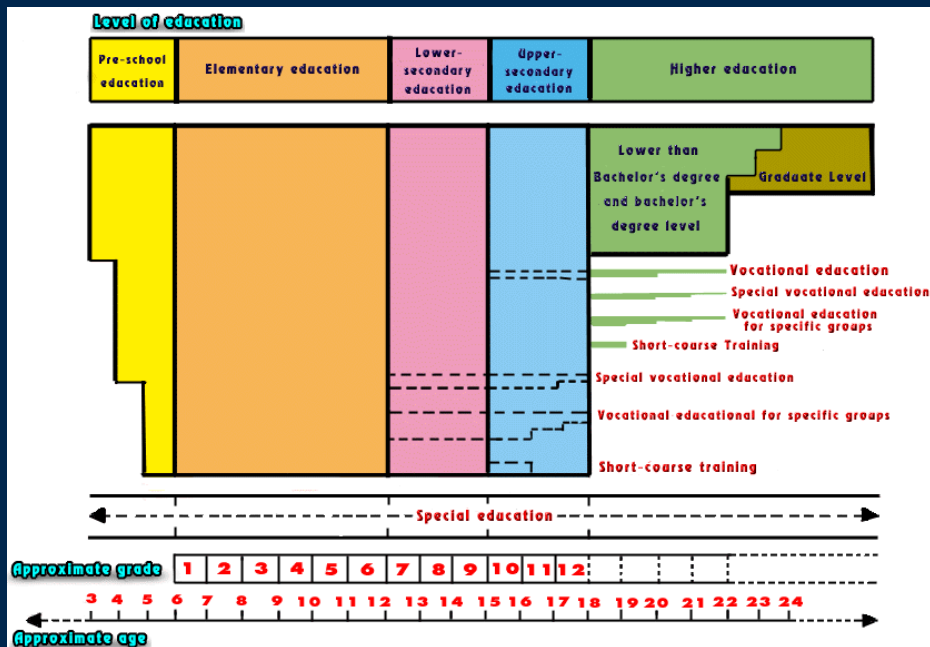 Level of education
Pre-school
education
Elementary education
Lower-
secondary
education
Upper-
secondary
education
Higher education
Lower than
Bachelor's degree
and bachelor's
degree level
Graduate Level
Vocational education
Special vocational education
Vocational education
for specific groups
Short-course Training
Special vocational education
Vocational educational for specific groups
Short-coarse training
Special education
Approximate grade
1 2 3 4 5 6 7 8 9 10 11 12
3 4 5 6 7 8 9 10 11 12 13 14 15 16 17 18 19 20 21 22 23 24
Approximate age